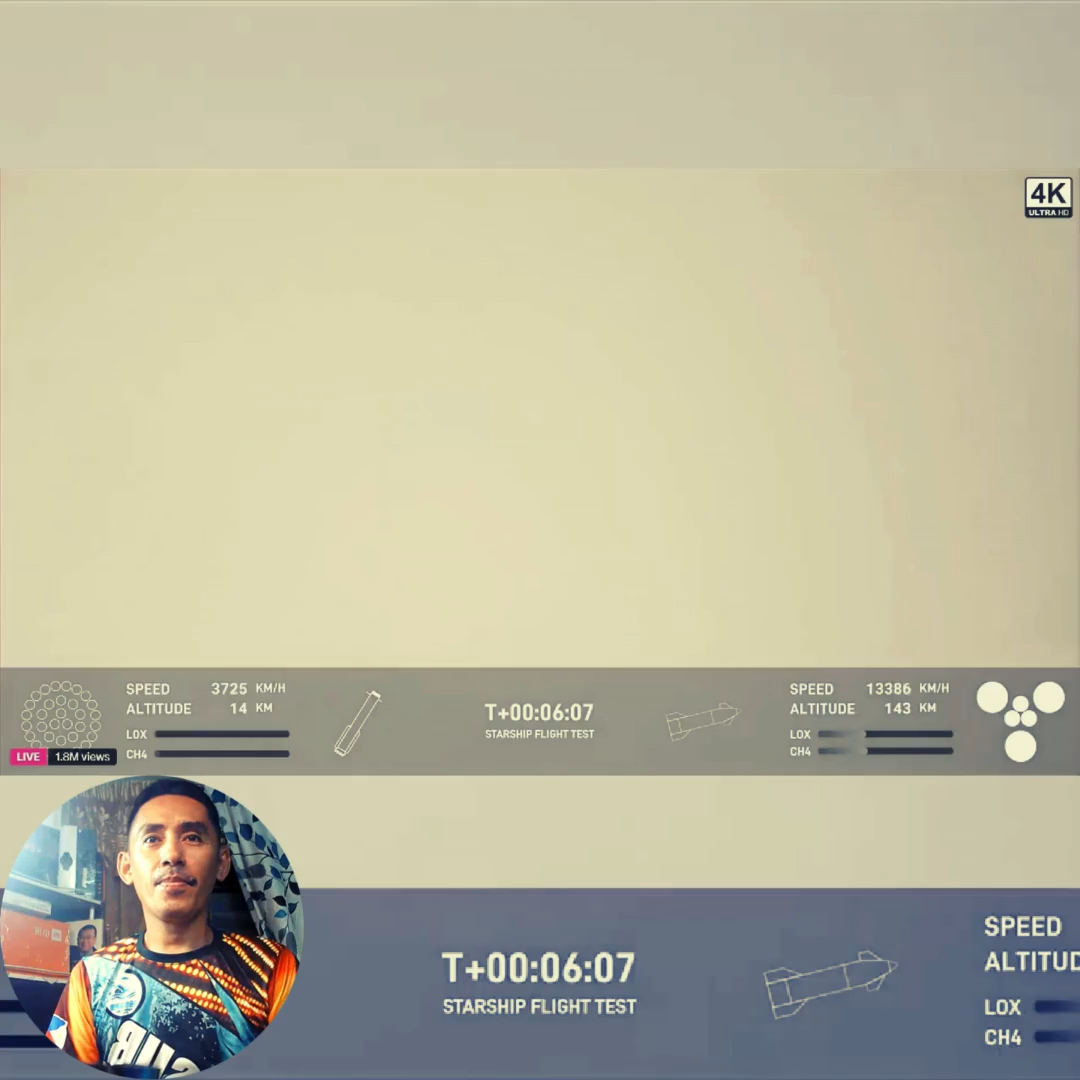 4K
ULTRA HD
SPEED 3725 KM/H
ALTITUDE 14 KM
LOX
CH4
LIVE 1.8M views
T+00:06:07
STARSHIP FLIGHT TEST
SPEED 13386 KM/H
ALTITUDE 143 KM
LOX
CH4
T+00:06:07
STARSHIP FLIGHT TEST
SPEED
ALTITUD
LOX
CH4